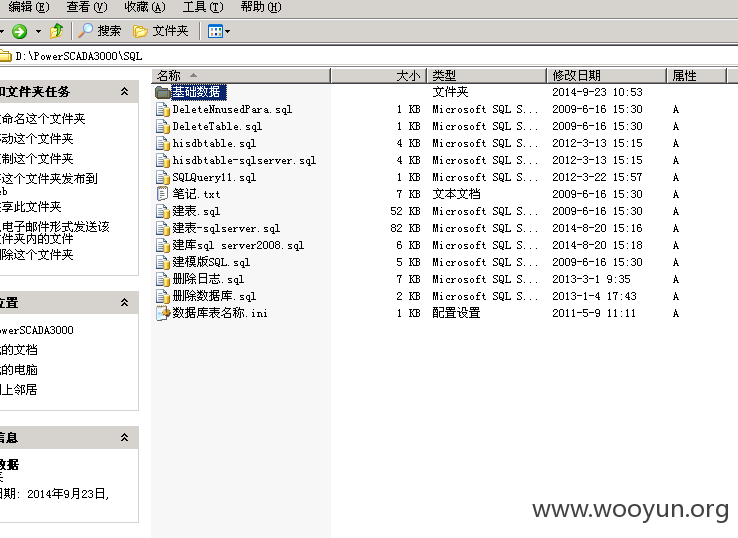 编辑(E) 查看(V) 收藏(A) 工具(T) 帮助(H)
搜索 文件夹
D:\PowerSCADA3000\SQL
名称 大小 类型 修改日期 属性
基础数据 文件夹 2014-9-23 10:53
DeleteNnusedPara.sql 1 KB Microsoft SQL S... 2009-6-16 15:30 A
DeleteTable.sql 1 KB Microsoft SQL S... 2009-6-16 15:30 A
hisdbtable.sql 4 KB Microsoft SQL S... 2012-3-13 15:15 A
hisdbtable-sqlserver.sql 4 KB Microsoft SQL S... 2012-3-13 15:15 A
SQLQuery11.sql 1 KB Microsoft SQL S... 2012-3-22 15:57 A
笔记.txt 7 KB 文本文档 2009-6-16 15:30 A
建表.sql 52 KB Microsoft SQL S... 2009-6-16 15:30 A
建表-sqlserver.sql 82 KB Microsoft SQL S... 2014-8-20 15:16 A
建库sql server2008.sql 6 KB Microsoft SQL S... 2014-8-20 15:18 A
建模版SQL.sql 5 KB Microsoft SQL S... 2009-6-16 15:30 A
删除日志.sql 7 KB Microsoft SQL S... 2013-3-1 9:35 A
删除数据库.sql 2 KB Microsoft SQL S... 2013-1-4 17:43 A
数据库表名称.ini 1 KB 配置设置 2011-5-9 11:11 A
和文件夹任务
命名这个文件夹
动这个文件夹
制这个文件夹
这个文件夹发布到
eb
享此文件夹
电子邮件形式发送该
件夹内的文件
除这个文件夹
位置
owerSCADA3000
的文档
的电脑
上邻居
信息
数据
夹
日期: 2014年9月23日,
www.wooyun.org